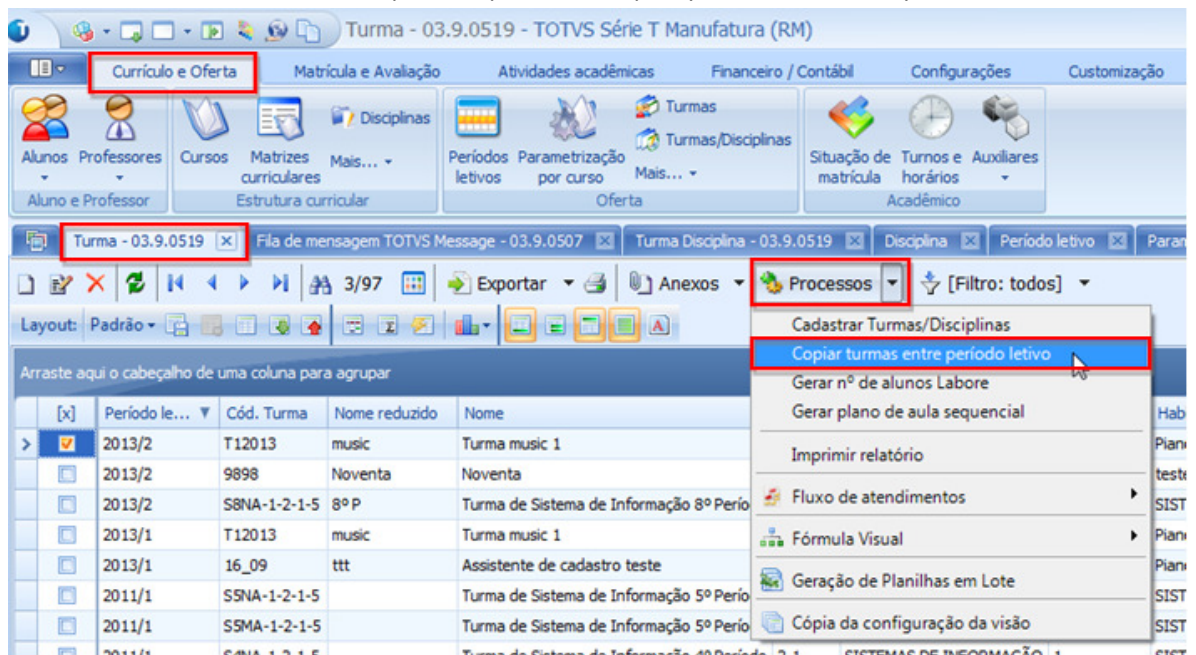 Turma - 03.9.0519 - TOTVS Série T Manufatura (RM)
Currículo e Oferta Matrícula e Avaliação Atividades acadêmicas Financeiro / Contábil Configurações Customização
Alunos Professores Cursos Matrizes curriculares Disciplinas Mais... Períodos letivos Parametrização por curso Turmas Turmas/Disciplinas Mais... Situação de matrícula Turnos e horários Auxiliares
Aluno e Professor Estrutura curricular Oferta Acadêmico
Turma - 03.9.0519 Fila de mensagem TOTVS Message - 03.9.0507 Turma Disciplina - 03.9.0519 Disciplina Período letivo Param
3/97 Exportar Anexos Processos [Filtro: todos]
Layout: Padrão
Cadastrar Turmas/Disciplinas
Copiar turmas entre período letivo
Gerar nº de alunos Labore
Gerar plano de aula sequencial
Imprimir relatório
Fluxo de atendimentos
Fórmula Visual
Geração de Planilhas em Lote
Cópia da configuração da visão
Arraste aqui o cabeçalho de uma coluna para agrupar
[x] Período le... Cód. Turma Nome reduzido Nome Hab
2013/2 T12013 music Turma music 1 Pian
2013/2 9898 Noventa Noventa teste
2013/2 S8NA-1-2-1-5 8º P Turma de Sistema de Informação 8º Perío SIST
2013/1 T12013 music Turma music 1 Pian
2013/1 16_09 ttt Assistente de cadastro teste Pian
2011/1 S5NA-1-2-1-5 Turma de Sistema de Informação 5º Perío SIST
2011/1 S5MA-1-2-1-5 Turma de Sistema de Informação 5º Perío SIST